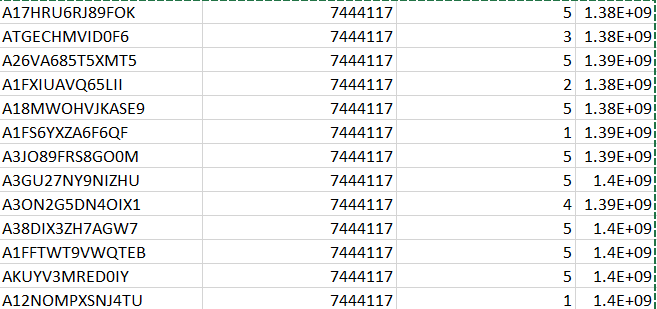 A17HRU6RJ89FOK 7444117 5 1.38E+09
ATGECHMVID0F6 7444117 3 1.38E+09
A26VA685T5XMT5 7444117 5 1.39E+09
A1FXIUAVQ65LII 7444117 2 1.38E+09
A18MWOHVJKASE9 7444117 5 1.38E+09
A1FS6YXZA6F6QF 7444117 1 1.39E+09
A3JO89FRS8GO0M 7444117 5 1.39E+09
A3GU27NY9NIZHU 7444117 5 1.4E+09
A3ON2G5DN4OIX1 7444117 4 1.39E+09
A38DIX3ZH7AGW7 7444117 5 1.4E+09
A1FFTWT9VWQTEB 7444117 5 1.4E+09
AKUYV3MRED0IY 7444117 5 1.4E+09
A12NOMPXSNJ4TU 7444117 1 1.4E+09